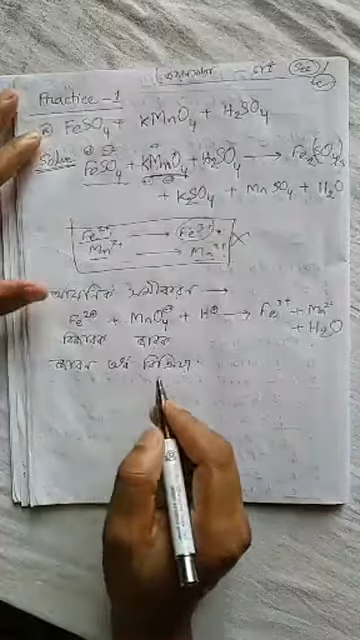 Practice-1
FeSO₄ + KMnO₄ + H₂SO₄
Solve FeSO₄ + KMnO₄ + H₂SO₄ ⟶ Fe₂(SO₄)₃
+ K₂SO₄ + MnSO₄ + H₂O
Fe²⁺ ⟶ Fe³⁺
Mn⁷⁺ ⟶ Mn²⁺
আয়নিক সমীকরণ →
Fe²⁺ + MnO₄⁻ + H⁺ ⟶ Fe³⁺ + Mn²⁺
+ H₂O
বিজারক জারক
জারন অর্ধ বিক্রিয়া